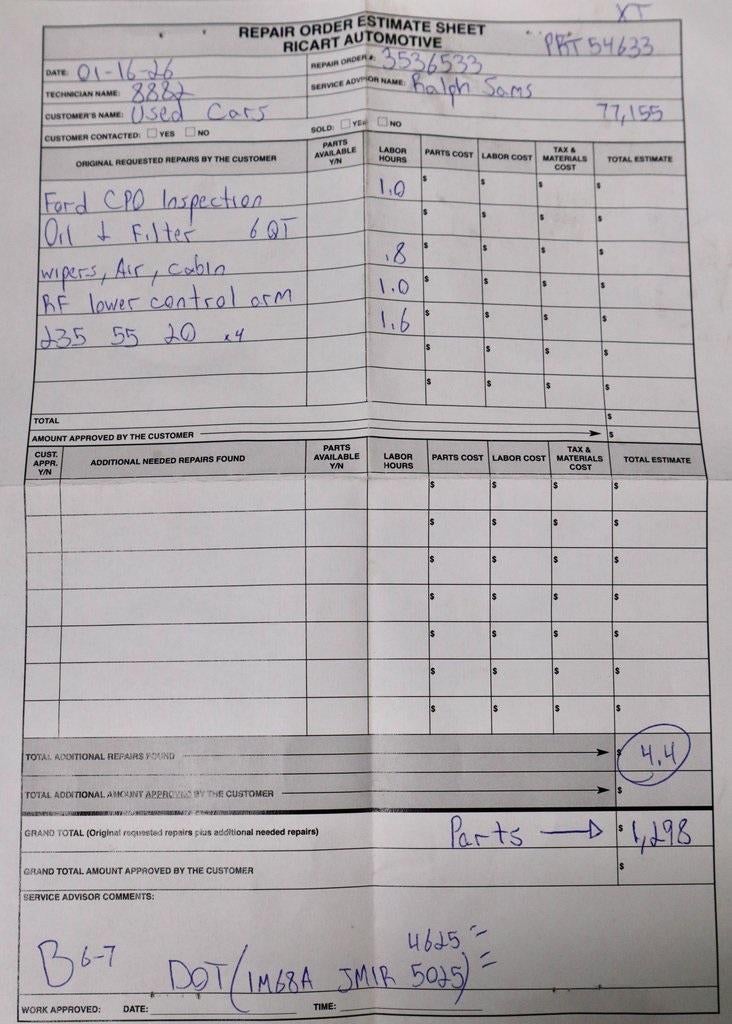 XT
REPAIR ORDER ESTIMATE SHEET
RICART AUTOMOTIVE
PRT 54633
DATE: 01-16-26
REPAIR ORDER #: 3536533
TECHNICIAN NAME: 8882
SERVICE ADVISOR NAME: Ralph Sams
CUSTOMER'S NAME: Used Cars
77,155
CUSTOMER CONTACTED: ☐ YES ☐ NO
SOLD: ☐ YES ☐ NO
ORIGINAL REQUESTED REPAIRS BY THE CUSTOMER PARTS AVAILABLE Y/N LABOR HOURS PARTS COST LABOR COST TAX & MATERIALS COST TOTAL ESTIMATE
Ford CPO Inspection 1.0 $ $ $ $
Oil & Filter 6 QT $ $ $ $
wipers, Air, cabin .8 $ $ $ $
RF lower control arm 1.0 $ $ $ $
235 55 20 x4 1.6 $ $ $ $
$ $ $ $
$ $ $ $
TOTAL $
AMOUNT APPROVED BY THE CUSTOMER $
CUST. APPR. Y/N ADDITIONAL NEEDED REPAIRS FOUND PARTS AVAILABLE Y/N LABOR HOURS PARTS COST LABOR COST TAX & MATERIALS COST TOTAL ESTIMATE
$ $ $ $
$ $ $ $
$ $ $ $
$ $ $ $
$ $ $ $
$ $ $ $
$ $ $ $
TOTAL ADDITIONAL REPAIRS FOUND $ 4.4
TOTAL ADDITIONAL AMOUNT APPROVED BY THE CUSTOMER $
GRAND TOTAL (Original requested repairs plus additional needed repairs) Parts → $ 1,298
GRAND TOTAL AMOUNT APPROVED BY THE CUSTOMER $
SERVICE ADVISOR COMMENTS:
4625 =
B 6-7 DOT (1M68A JM1R 5025) =
WORK APPROVED: DATE: TIME: